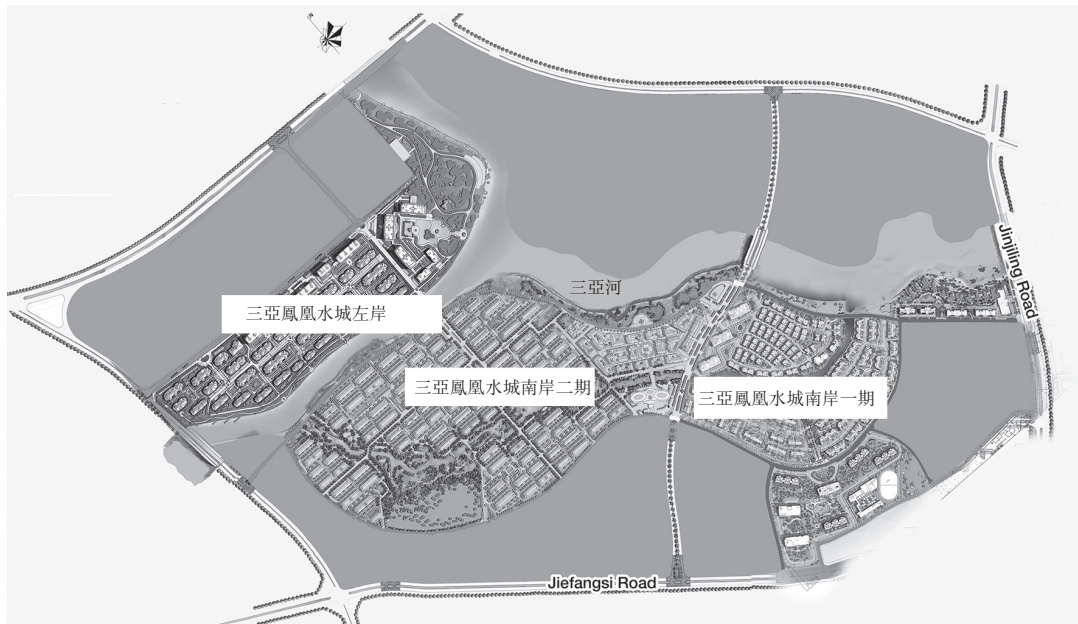 Jinjiling Road
三亞河
三亞鳳凰水城左岸
三亞鳳凰水城南岸二期
三亞鳳凰水城南岸一期
Jiefangsi Road